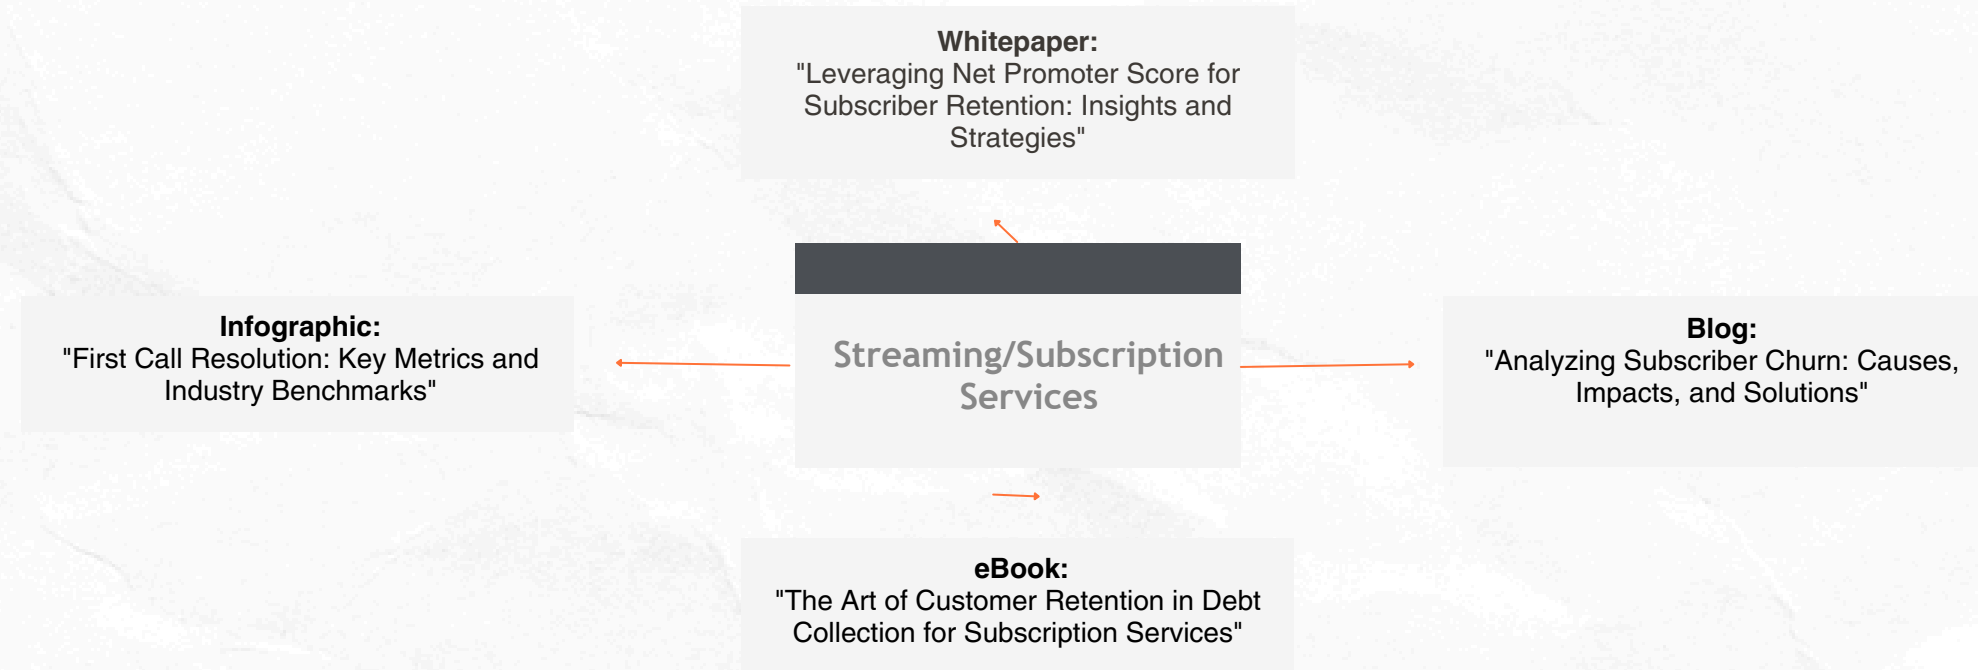 Whitepaper:
"Leveraging Net Promoter Score for
Subscriber Retention: Insights and
Strategies"
Infographic:
"First Call Resolution: Key Metrics and
Industry Benchmarks"
Streaming/Subscription
Services
Blog:
"Analyzing Subscriber Churn: Causes,
Impacts, and Solutions"
eBook:
"The Art of Customer Retention in Debt
Collection for Subscription Services"